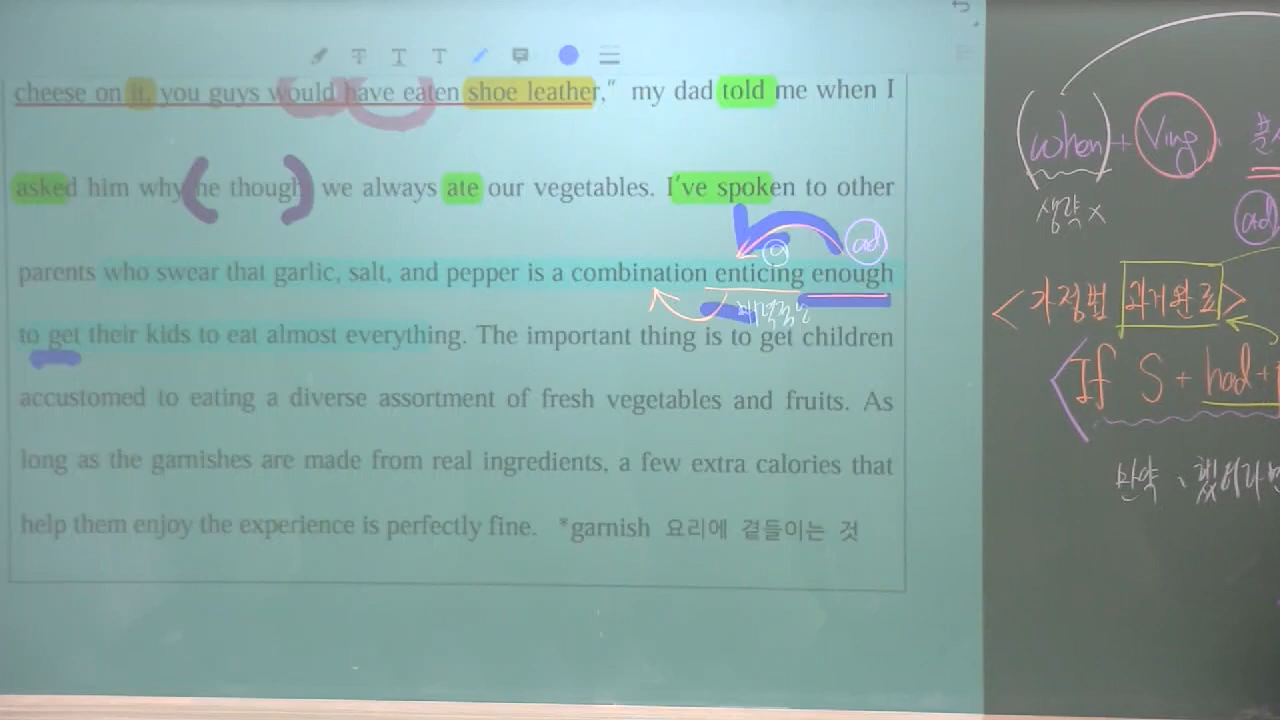 cheese on it, you guys would have eaten shoe leather,” my dad told me when I
asked him why he though we always ate our vegetables. I’ve spoken to other
parents who swear that garlic, salt, and pepper is a combination enticing enough
to get their kids to eat almost everything. The important thing is to get children
accustomed to eating a diverse assortment of fresh vegetables and fruits. As
long as the garnishes are made from real ingredients, a few extra calories that
help them enjoy the experience is perfectly fine. *garnish 요리에 곁들이는 것
ad
a
(when) + Ving
생략 x
ad
<가정법 과거완료>
If S + had +
만약 , 했더라면